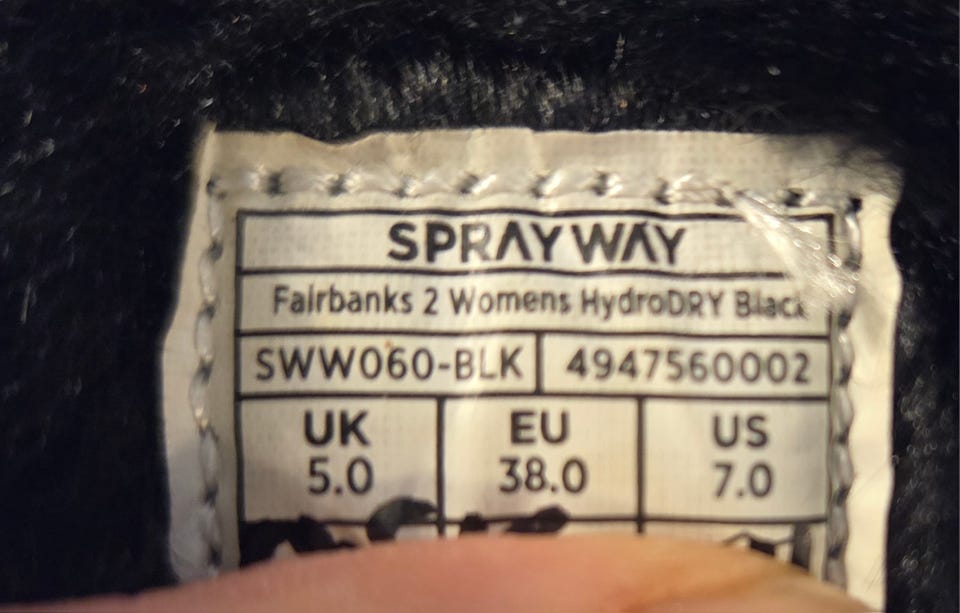 SPRAYWAY
Fairbanks 2 Womens HydroDRY Black
SWW060-BLK 4947560002
UK EU US
5.0 38.0 7.0